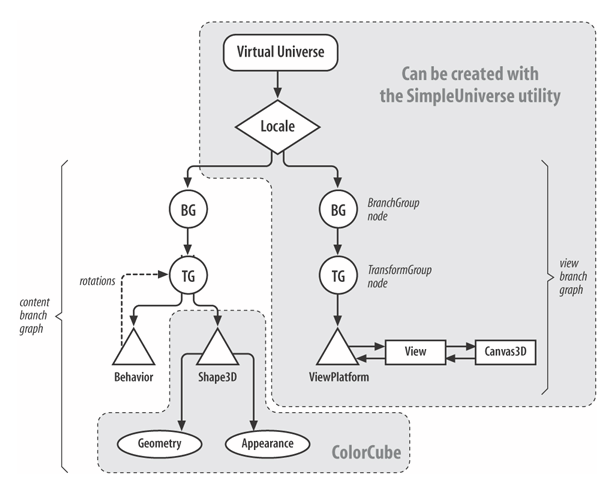 Virtual Universe
Can be created with
the SimpleUniverse utility
Locale
BG
BG
BranchGroup
node
TG
TG
TransformGroup
node
rotations
content
branch
graph
view
branch
graph
Behavior
Shape3D
ViewPlatform
View
Canvas3D
Geometry
Appearance
ColorCube